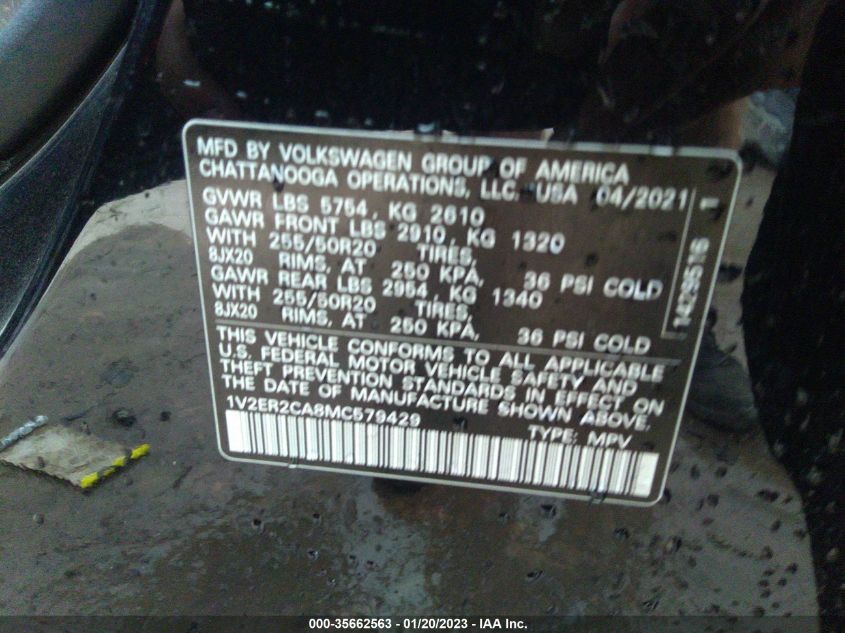 MFD BY VOLKSWAGEN GROUP OF AMERICA
CHATTANOOGA OPERATIONS, LLC. USA 04/2021
GVWR LBS 5754, KG 2610
GAWR FRONT LBS 2910, KG 1320
WITH 255/50R20 TIRES,
8JX20 RIMS, AT 250 KPA, 36 PSI COLD
GAWR REAR LBS 2954, KG 1340
WITH 255/50R20 TIRES,
8JX20 RIMS, AT 250 KPA, 36 PSI COLD
THIS VEHICLE CONFORMS TO ALL APPLICABLE
U.S. FEDERAL MOTOR VEHICLE SAFETY AND
THEFT PREVENTION STANDARDS IN EFFECT ON
THE DATE OF MANUFACTURE SHOWN ABOVE.
1V2ER2CA8MC579429 TYPE: MPV
1
14299516
000-35662563 - 01/20/2023 - IAA Inc.